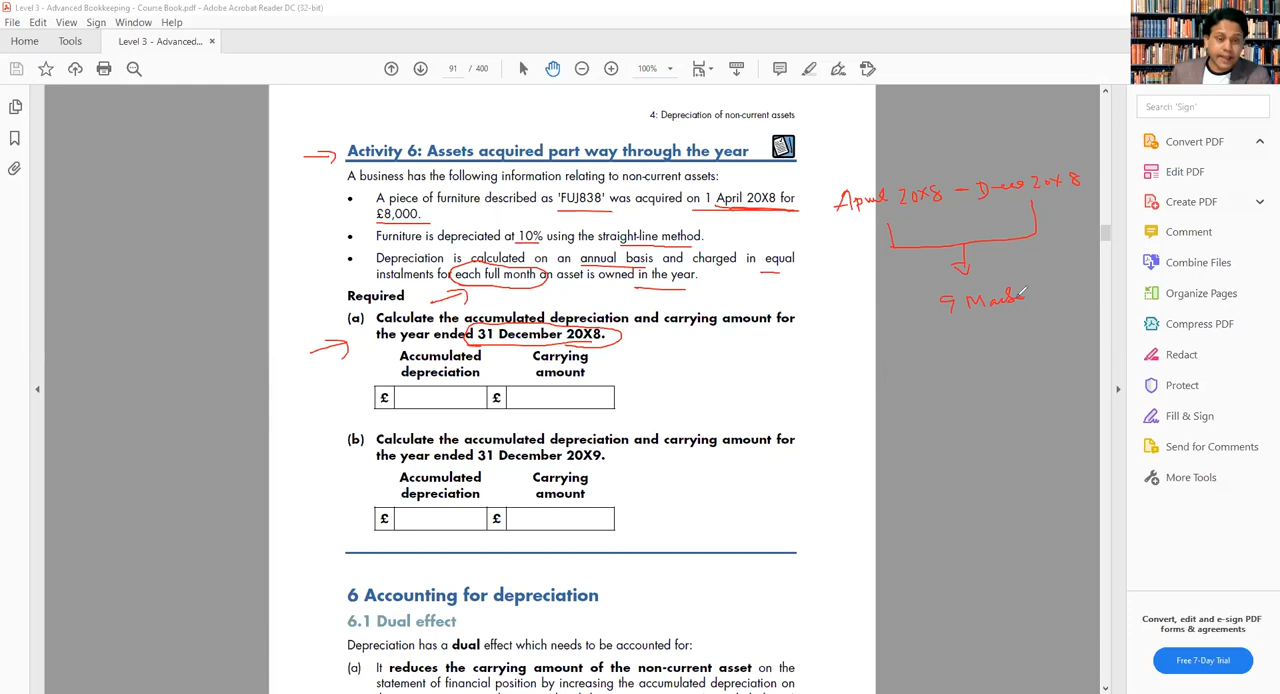 Level 3 - Advanced Bookkeeping - Course Book.pdf - Adobe Acrobat Reader DC (32-bit)
File Edit View Sign Window Help
Home Tools Level 3 - Advanced... ×
91 / 400 100%
Search 'Sign'
4: Depreciation of non-current assets
Activity 6: Assets acquired part way through the year
A business has the following information relating to non-current assets:
• A piece of furniture described as 'FUJ838' was acquired on 1 April 20X8 for
£8,000.
• Furniture is depreciated at 10% using the straight-line method.
• Depreciation is calculated on an annual basis and charged in equal
instalments for each full month an asset is owned in the year.
Required
(a) Calculate the accumulated depreciation and carrying amount for
the year ended 31 December 20X8.
Accumulated Carrying
depreciation amount
£ £
(b) Calculate the accumulated depreciation and carrying amount for
the year ended 31 December 20X9.
Accumulated Carrying
depreciation amount
£ £
6 Accounting for depreciation
6.1 Dual effect
Depreciation has a dual effect which needs to be accounted for:
(a) It reduces the carrying amount of the non-current asset on the
statement of financial position by increasing the accumulated depreciation on
April 20X8 - 20X8
9
Convert PDF
Edit PDF
Create PDF
Comment
Combine Files
Organize Pages
Compress PDF
Redact
Protect
Fill & Sign
Send for Comments
More Tools
Convert, edit and e-sign PDF
forms & agreements
Free 7-Day Trial